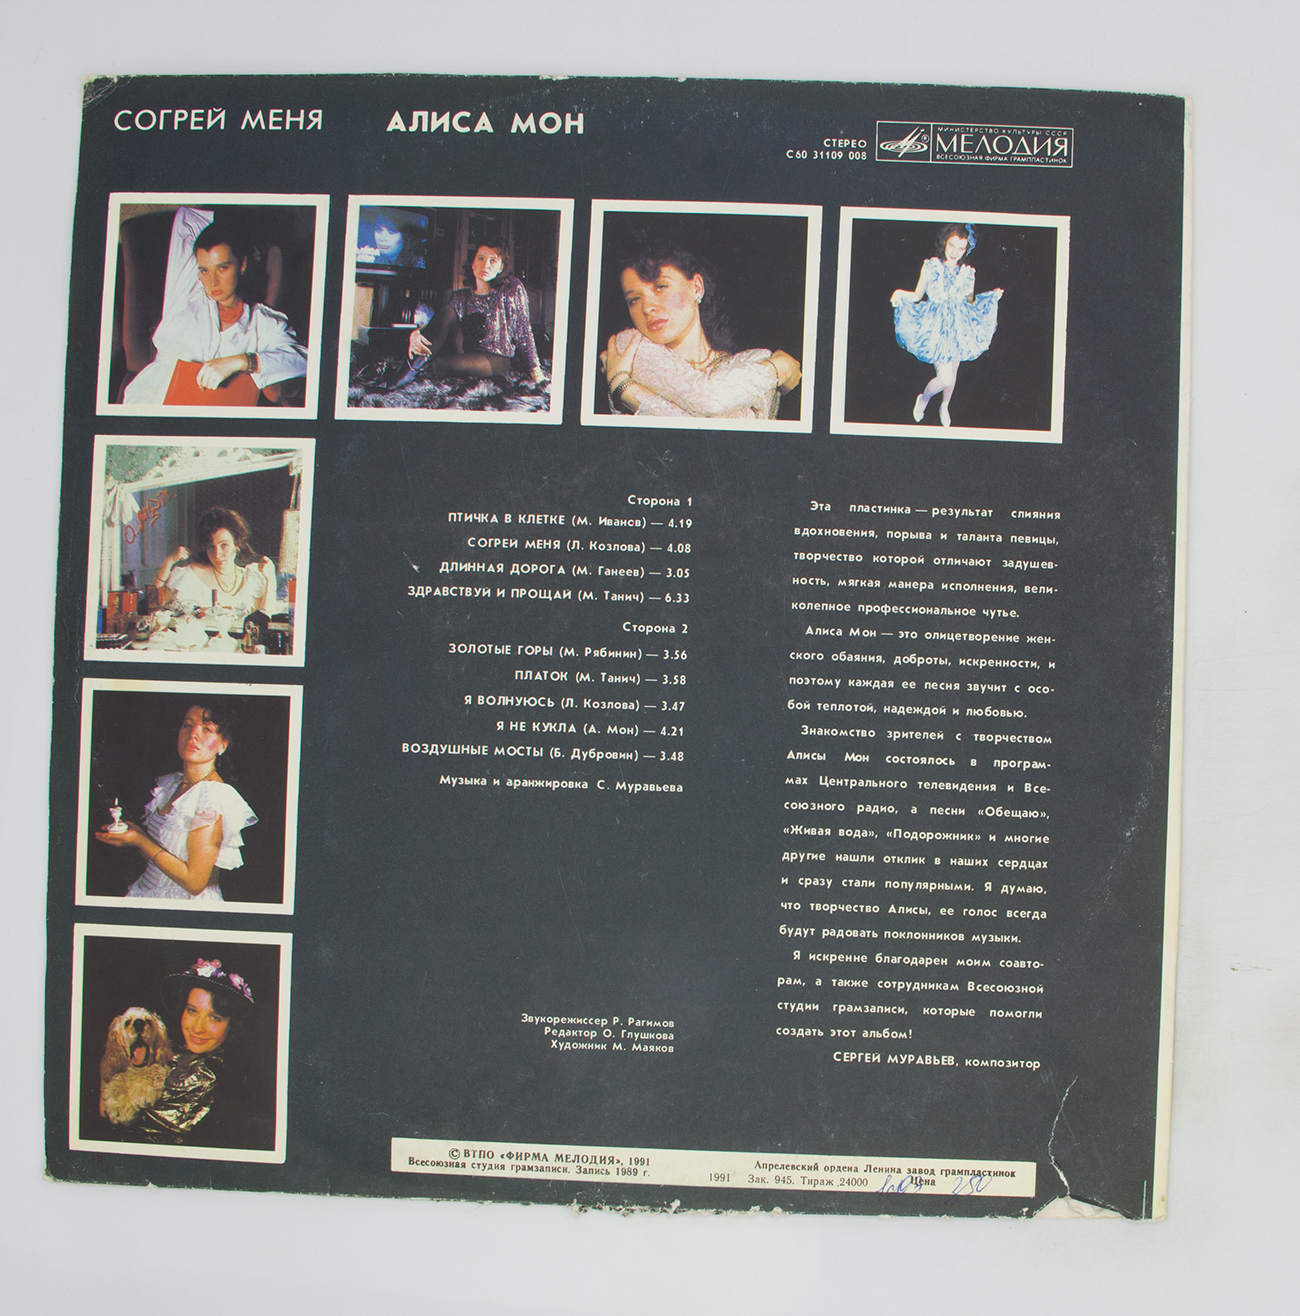 СОГРЕЙ МЕНЯ АЛИСА МОН
СТЕРЕО
С60 31109 008
МИНИСТЕРСТВО КУЛЬТУРЫ СССР
МЕЛОДИЯ
ВСЕСОЮЗНАЯ ФИРМА ГРАМПЛАСТИНОК
Сторона 1
ПТИЧКА В КЛЕТКЕ (М. Иванов) — 4.19
СОГРЕЙ МЕНЯ (Л. Козлова) — 4.08
ДЛИННАЯ ДОРОГА (М. Ганеев) — 3.05
ЗДРАВСТВУЙ И ПРОЩАЙ (М. Танич) — 6.33
Сторона 2
ЗОЛОТЫЕ ГОРЫ (М. Рябинин) — 3.56
ПЛАТОК (М. Танич) — 3.58
Я ВОЛНУЮСЬ (Л. Козлова) — 3.47
Я НЕ КУКЛА (А. Мон) — 4.21
ВОЗДУШНЫЕ МОСТЫ (Б. Дубровин) — 3.48
Музыка и аранжировка С. Муравьева
Эта пластинка — результат слияния
вдохновения, порыва и таланта певицы,
творчество которой отличают задушев-
ность, мягкая манера исполнения, вели-
колепное профессиональное чутье.
Алиса Мон — это олицетворение жен-
ского обаяния, доброты, искренности, и
поэтому каждая ее песня звучит с осо-
бой теплотой, надеждой и любовью.
Знакомство зрителей с творчеством
Алисы Мон состоялось в програм-
мах Центрального телевидения и Все-
союзного радио, а песни «Обещаю»,
«Живая вода», «Подорожник» и многие
другие нашли отклик в наших сердцах
и сразу стали популярными. Я думаю,
что творчество Алисы, ее голос всегда
будут радовать поклонников музыки.
Я искренне благодарен моим соавто-
рам, а также сотрудникам Всесоюзной
студии грамзаписи, которые помогли
создать этот альбом!
СЕРГЕЙ МУРАВЬЕВ, композитор
Звукорежиссер Р. Рагимов
Редактор О. Глушкова
Художник М. Маяков
© ВТПО «ФИРМА МЕЛОДИЯ», 1991
Всесоюзная студия грамзаписи. Запись 1989 г.
Апрелевский ордена Ленина завод грампластинок
1991 Зак. 945. Тираж 24000 Цена 250